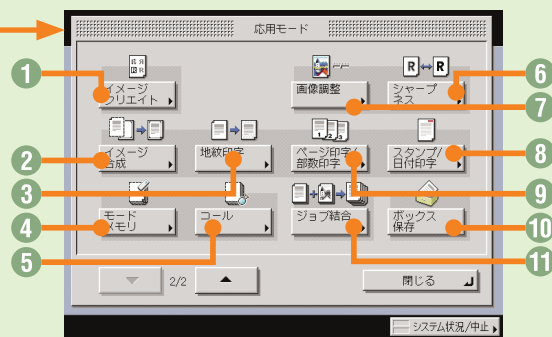 応用モード
1
イメージ
クリエイト
画像調整
R R
シャープ
ネス
6
7
2
イメージ
合成
地紋印字
ページ印字/
部数印字
スタンプ/
日付印字
8
3
9
4
モード
メモリ
コール
ジョブ結合
ボックス
保存
10
5
11
2/2
閉じる
システム状況/中止